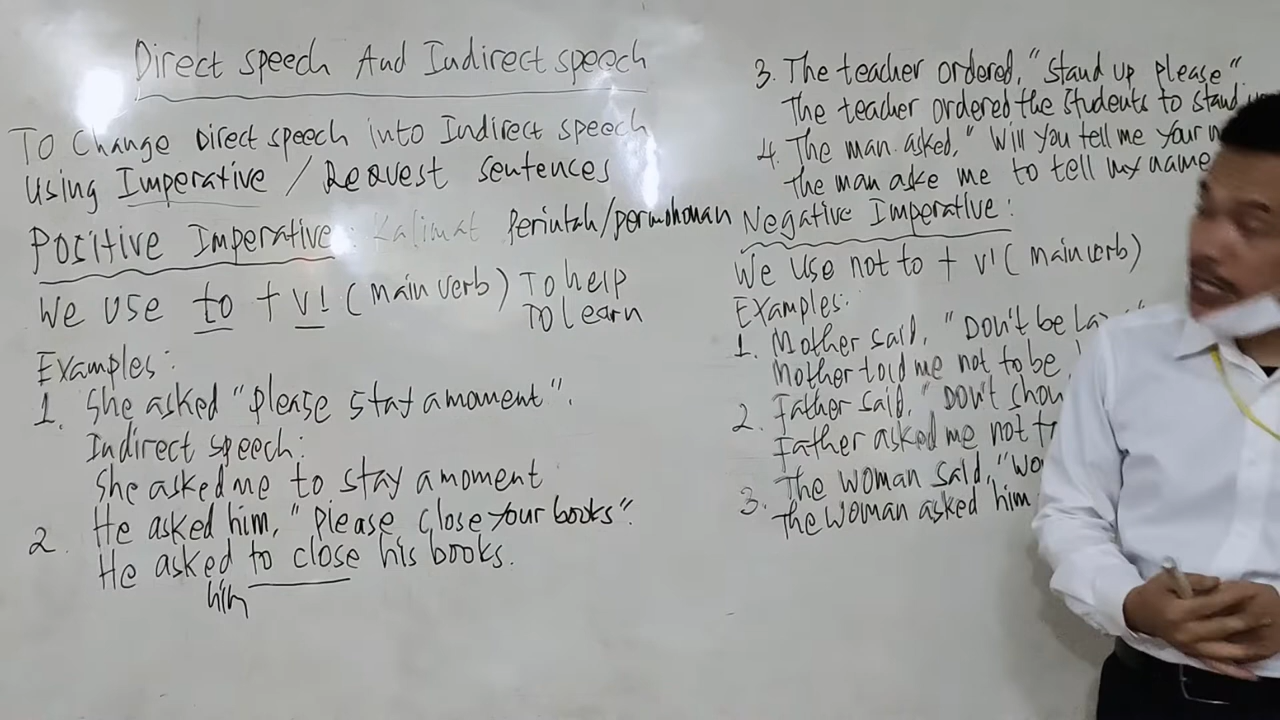 Direct speech And Indirect speech
To Change Direct speech into Indirect speech
Using Imperative / Request sentences
Positive Imperative: Kalimat Perintah/permohonan
We use to + V1 (main verb) To help
To learn
Examples:
1. She asked "please stay a moment".
Indirect speech:
She asked me to stay a moment
2. He asked him, "please close your books".
He asked to close his books.
him
3. The teacher ordered, "stand up please".
The teacher ordered the students to stand
4. The man asked, "Will you tell me your
The man aske me to tell my name
Negative Imperative:
We use not to + V1 (main verb)
Examples:
1. Mother said, "Don't be
Mother told me not to be
2. Father said, "Don't
Father asked me not
3. The woman said,
The woman asked him